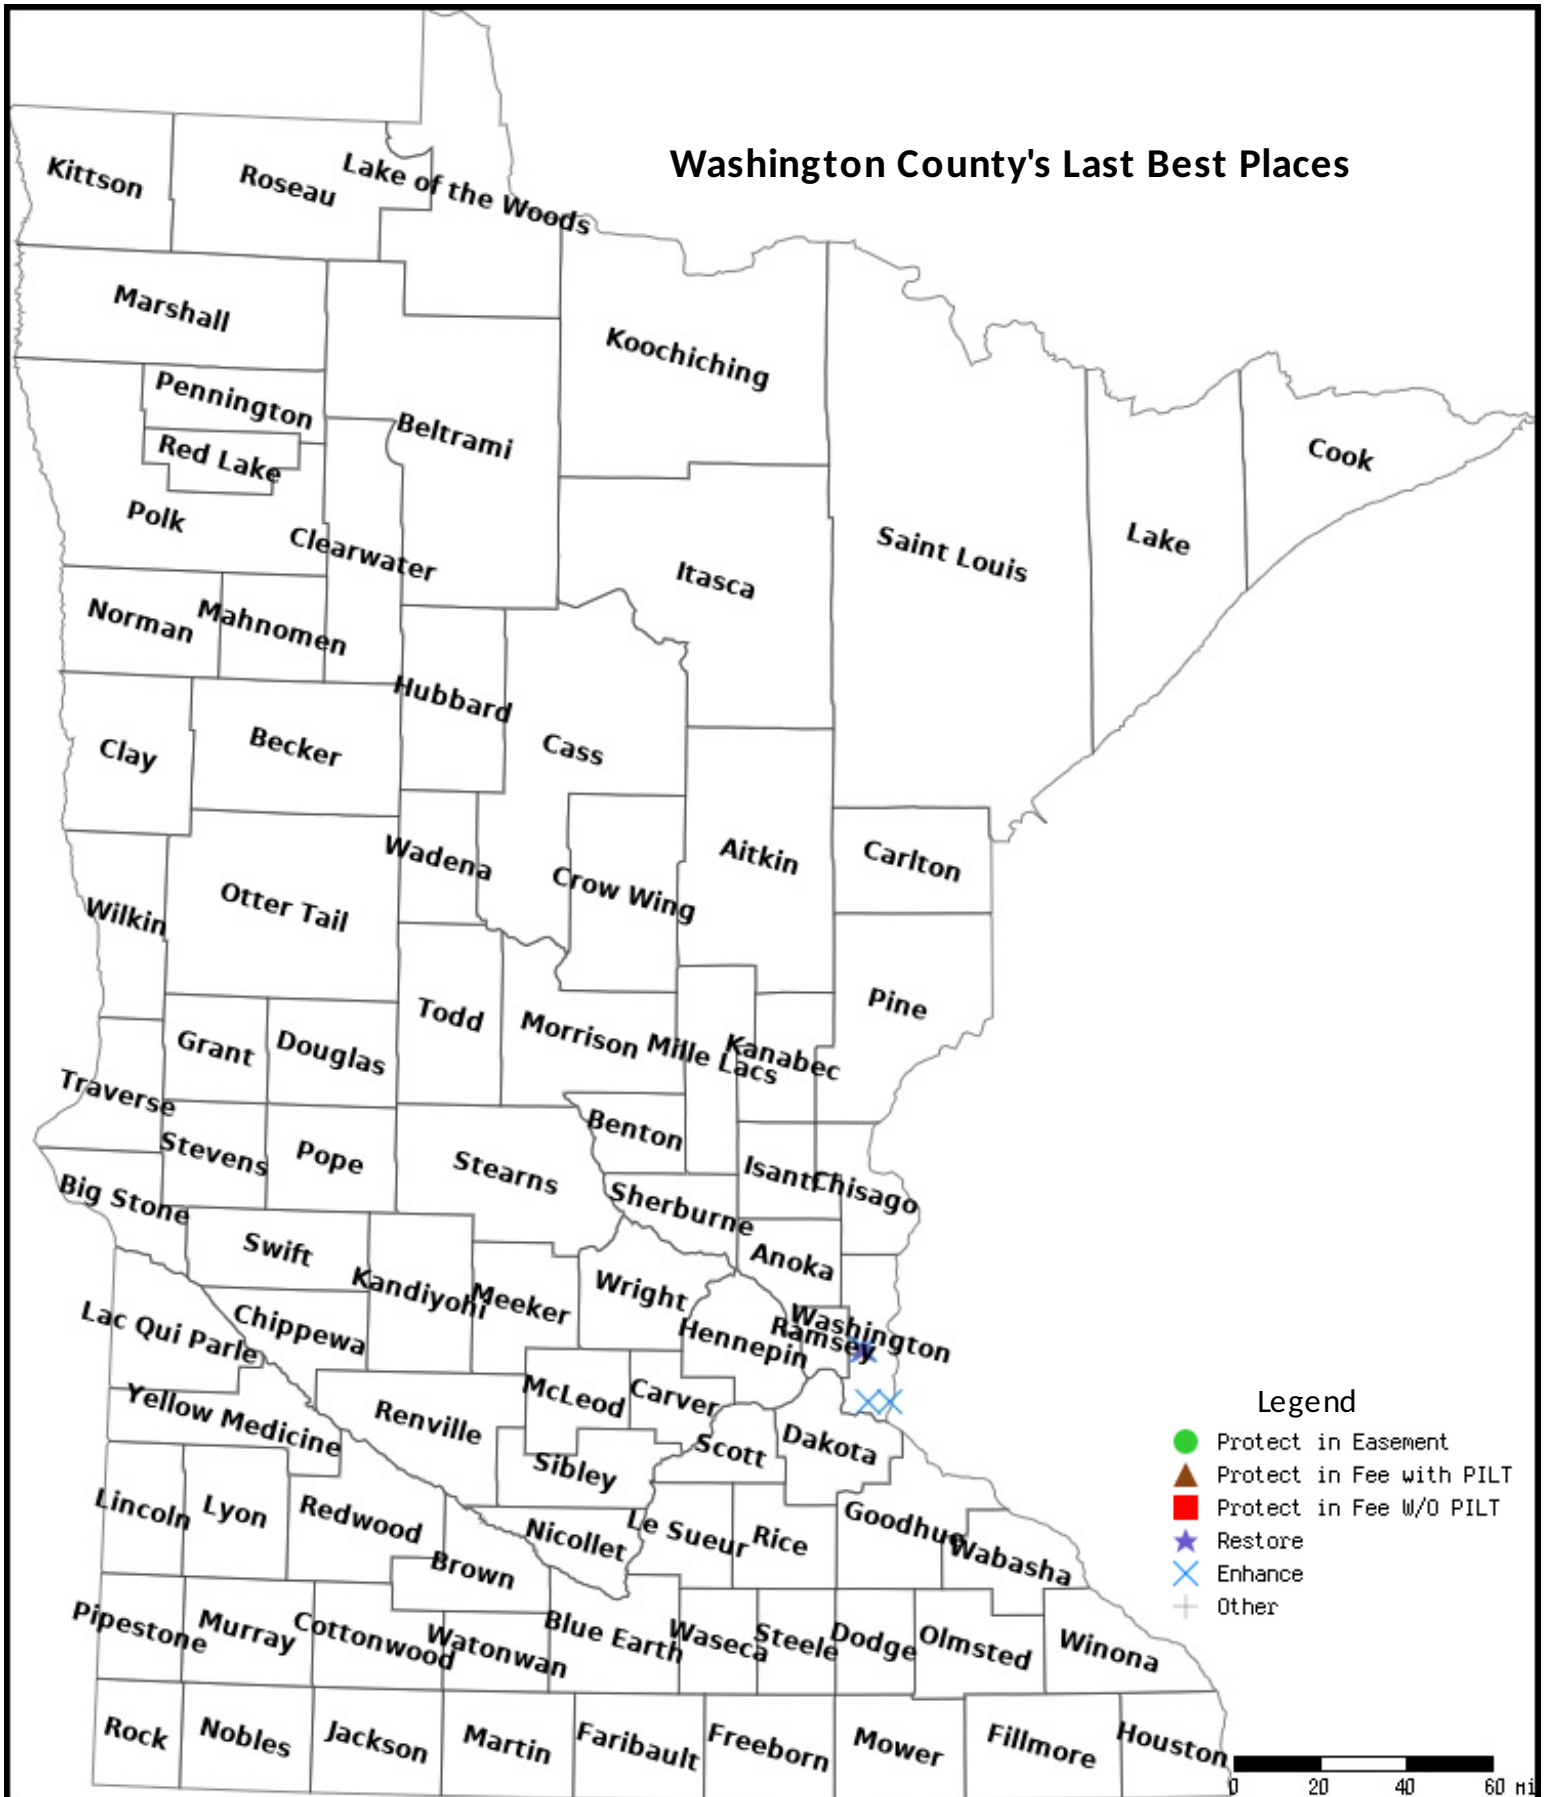 Washington County's Last Best Places
Kittson
Roseau
Lake of the Woods
Marshall
Koochiching
Pennington
Beltrami
Red Lake
Cook
Polk
Clearwater
Saint Louis
Lake
Itasca
Norman
Mahnomen
Hubbard
Clay
Becker
Cass
Wadena
Aitkin
Carlton
Otter Tail
Crow Wing
Wilkin
Todd
Morrison
Pine
Grant
Douglas
Mille Lacs
Kanabec
Traverse
Benton
Stevens
Pope
Stearns
Isanti
Chisago
Big Stone
Sherburne
Swift
Anoka
Kandiyohi
Meeker
Wright
Washington
Lac Qui Parle
Chippewa
Hennepin
Ramsey
McLeod
Carver
Yellow Medicine
Renville
Scott
Dakota
Sibley
Lincoln
Lyon
Redwood
Nicollet
Le Sueur
Rice
Goodhue
Wabasha
Brown
Pipestone
Murray
Cottonwood
Watonwan
Blue Earth
Waseca
Steele
Dodge
Olmsted
Winona
Rock
Nobles
Jackson
Martin
Faribault
Freeborn
Mower
Fillmore
Houston
Legend
Protect in Easement
Protect in Fee with PILT
Protect in Fee W/O PILT
Restore
Enhance
Other
0 20 40 60 mi